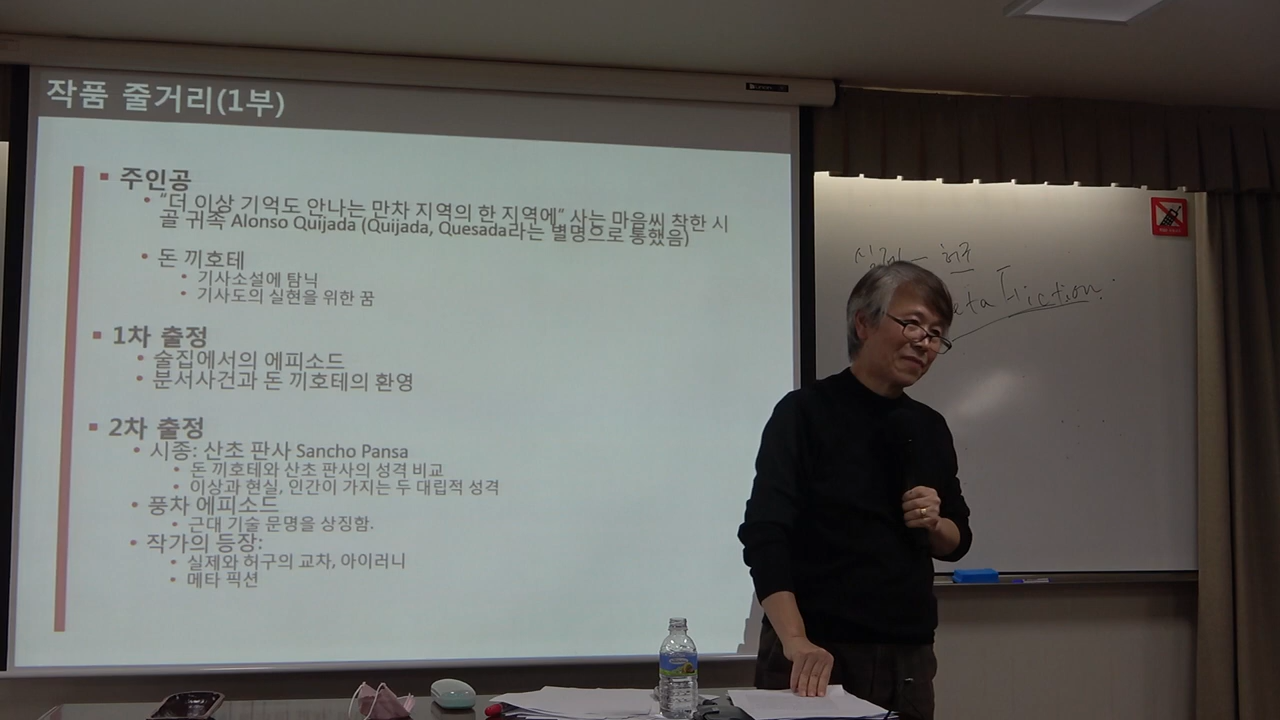 작품 줄거리(1부)
▪ 주인공
• "더 이상 기억도 안나는 만차 지역의 한 지역에" 사는 마음씨 착한 시
골 귀족 Alonso Quijada (Quijada, Quesada라는 별명으로 통했음)
• 돈 끼호테
• 기사소설에 탐닉
• 기사도의 실현을 위한 꿈
▪ 1차 출정
• 술집에서의 에피소드
• 분서사건과 돈 끼호테의 환영
▪ 2차 출정
• 시종: 산초 판사 Sancho Pansa
• 돈 끼호테와 산초 판사의 성격 비교
• 이상과 현실, 인간이 가지는 두 대립적 성격
• 풍차 에피소드
• 근대 기술 문명을 상징함.
• 작가의 등장:
• 실제와 허구의 교차, 아이러니
• 메타 픽션
실제 — 허구
eta Fiction.